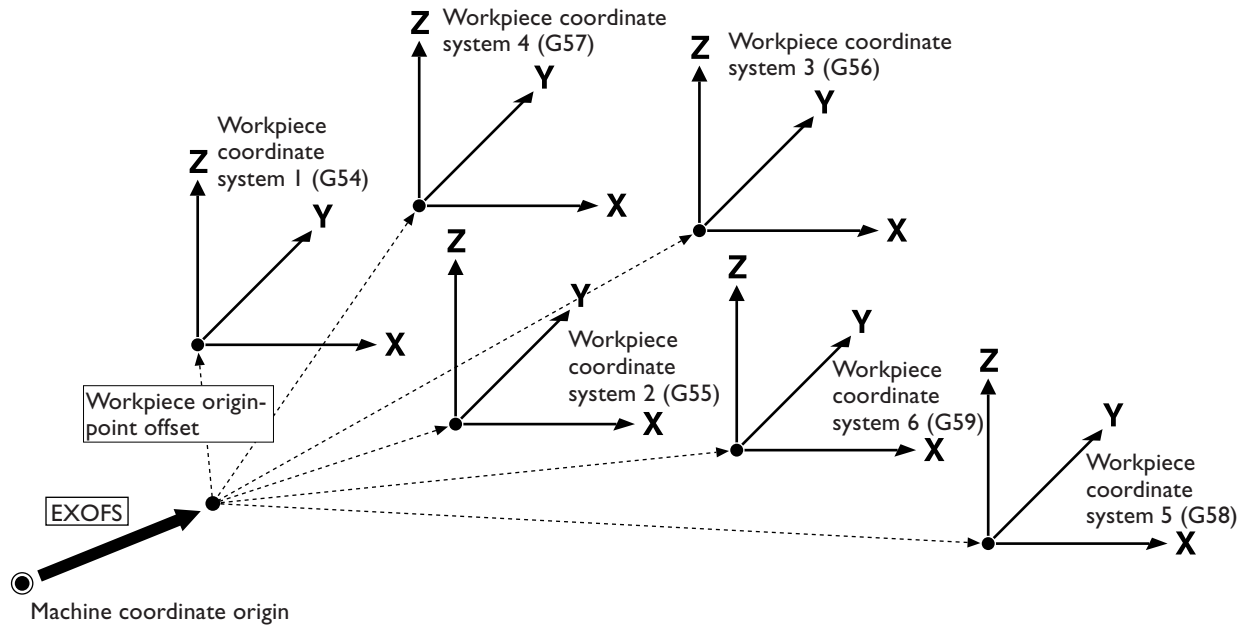 Z
Workpiece coordinate
system 4 (G57)
Y
X
Z
Workpiece coordinate
system 3 (G56)
Y
X
Workpiece
coordinate
system 1 (G54)
Z
Y
X
Z
Y
X
Workpiece
coordinate
system 2 (G55)
Z
Y
X
Workpiece
coordinate
system 6 (G59)
Z
Y
X
Workpiece
coordinate
system 5 (G58)
Workpiece origin-
point offset
EXOFS
Machine coordinate origin